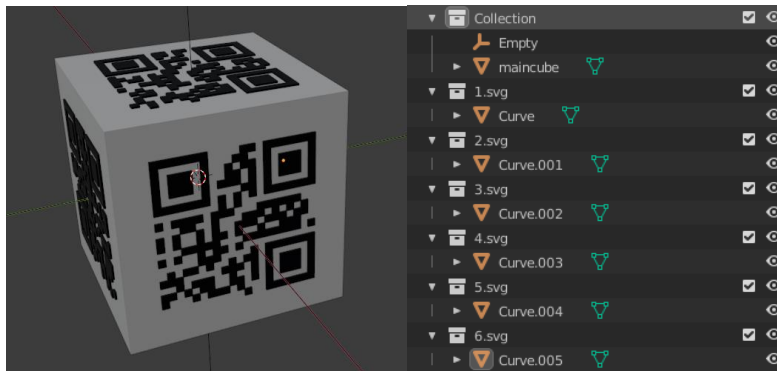 Collection
Empty
maincube
1.svg
Curve
2.svg
Curve.001
3.svg
Curve.002
4.svg
Curve.003
5.svg
Curve.004
6.svg
Curve.005